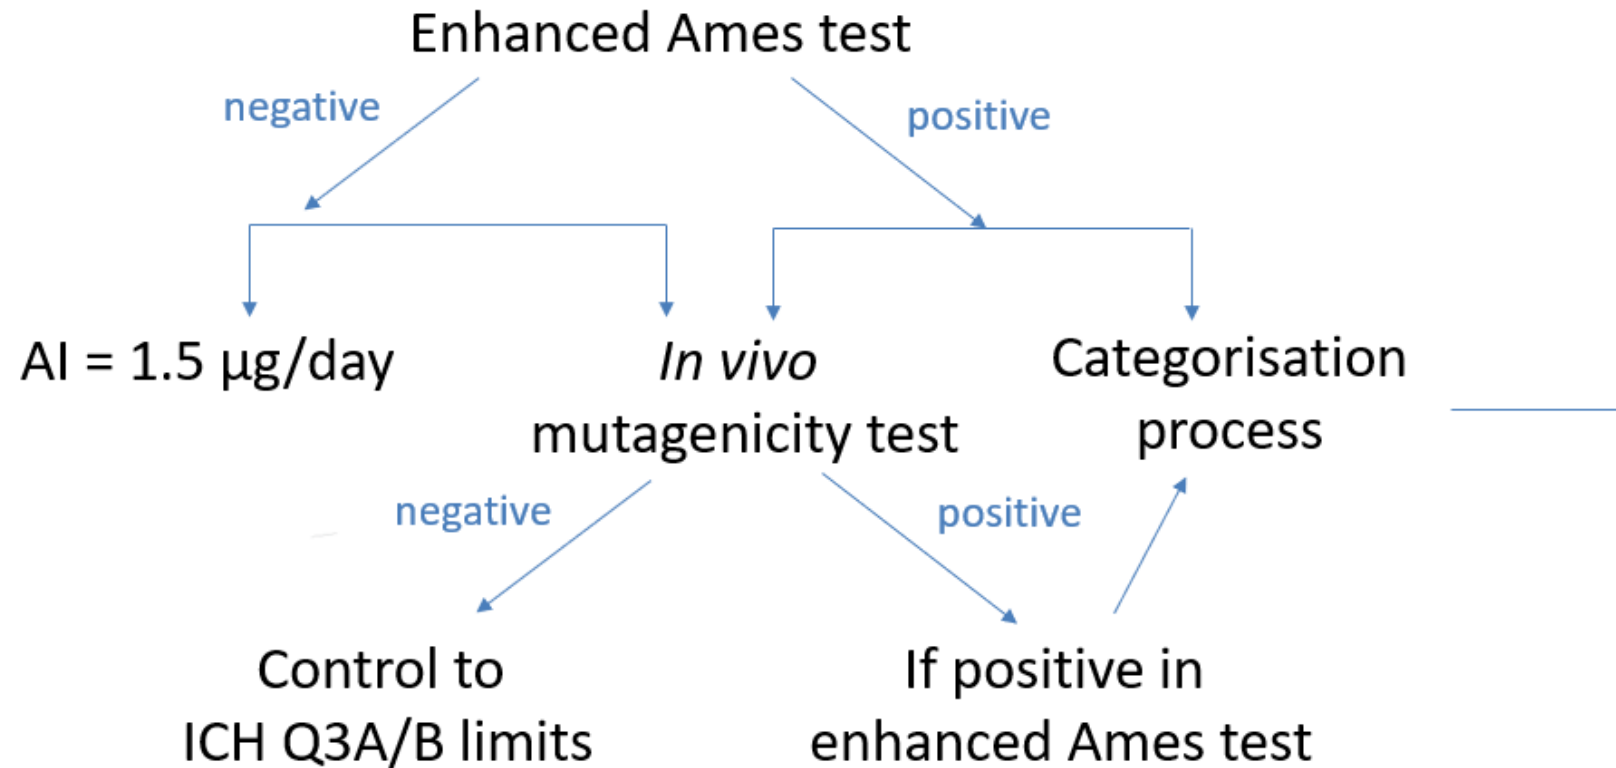 Enhanced Ames test
negative
positive
AI = 1.5 µg/day
In vivo
mutagenicity test
Categorisation
process
negative
positive
Control to
ICH Q3A/B limits
If positive in
enhanced Ames test